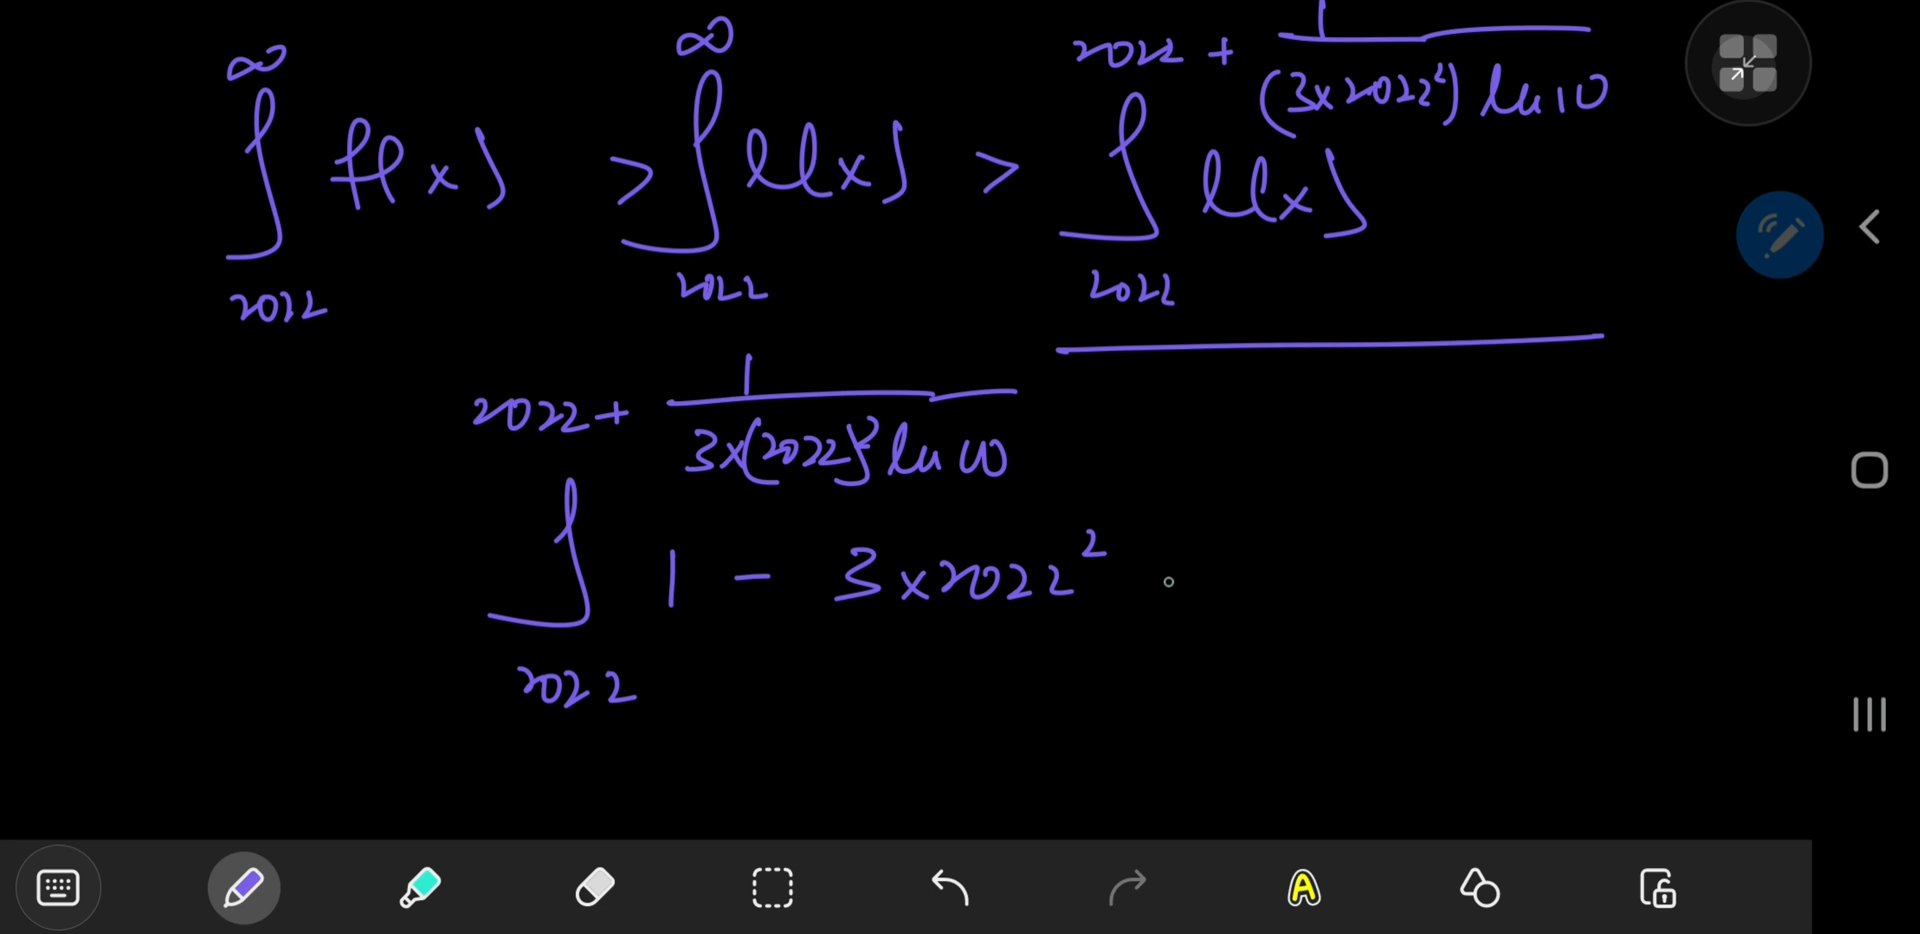 ∞ ∞ 2022 + 1/((3x2022²) ln 10)
∫ f(x) > ∫ l(x) > ∫ l(x)
2022 2022 2022
2022 + 1/(3x(2022)² ln 10)
∫ 1 - 3x2022²
2022
A